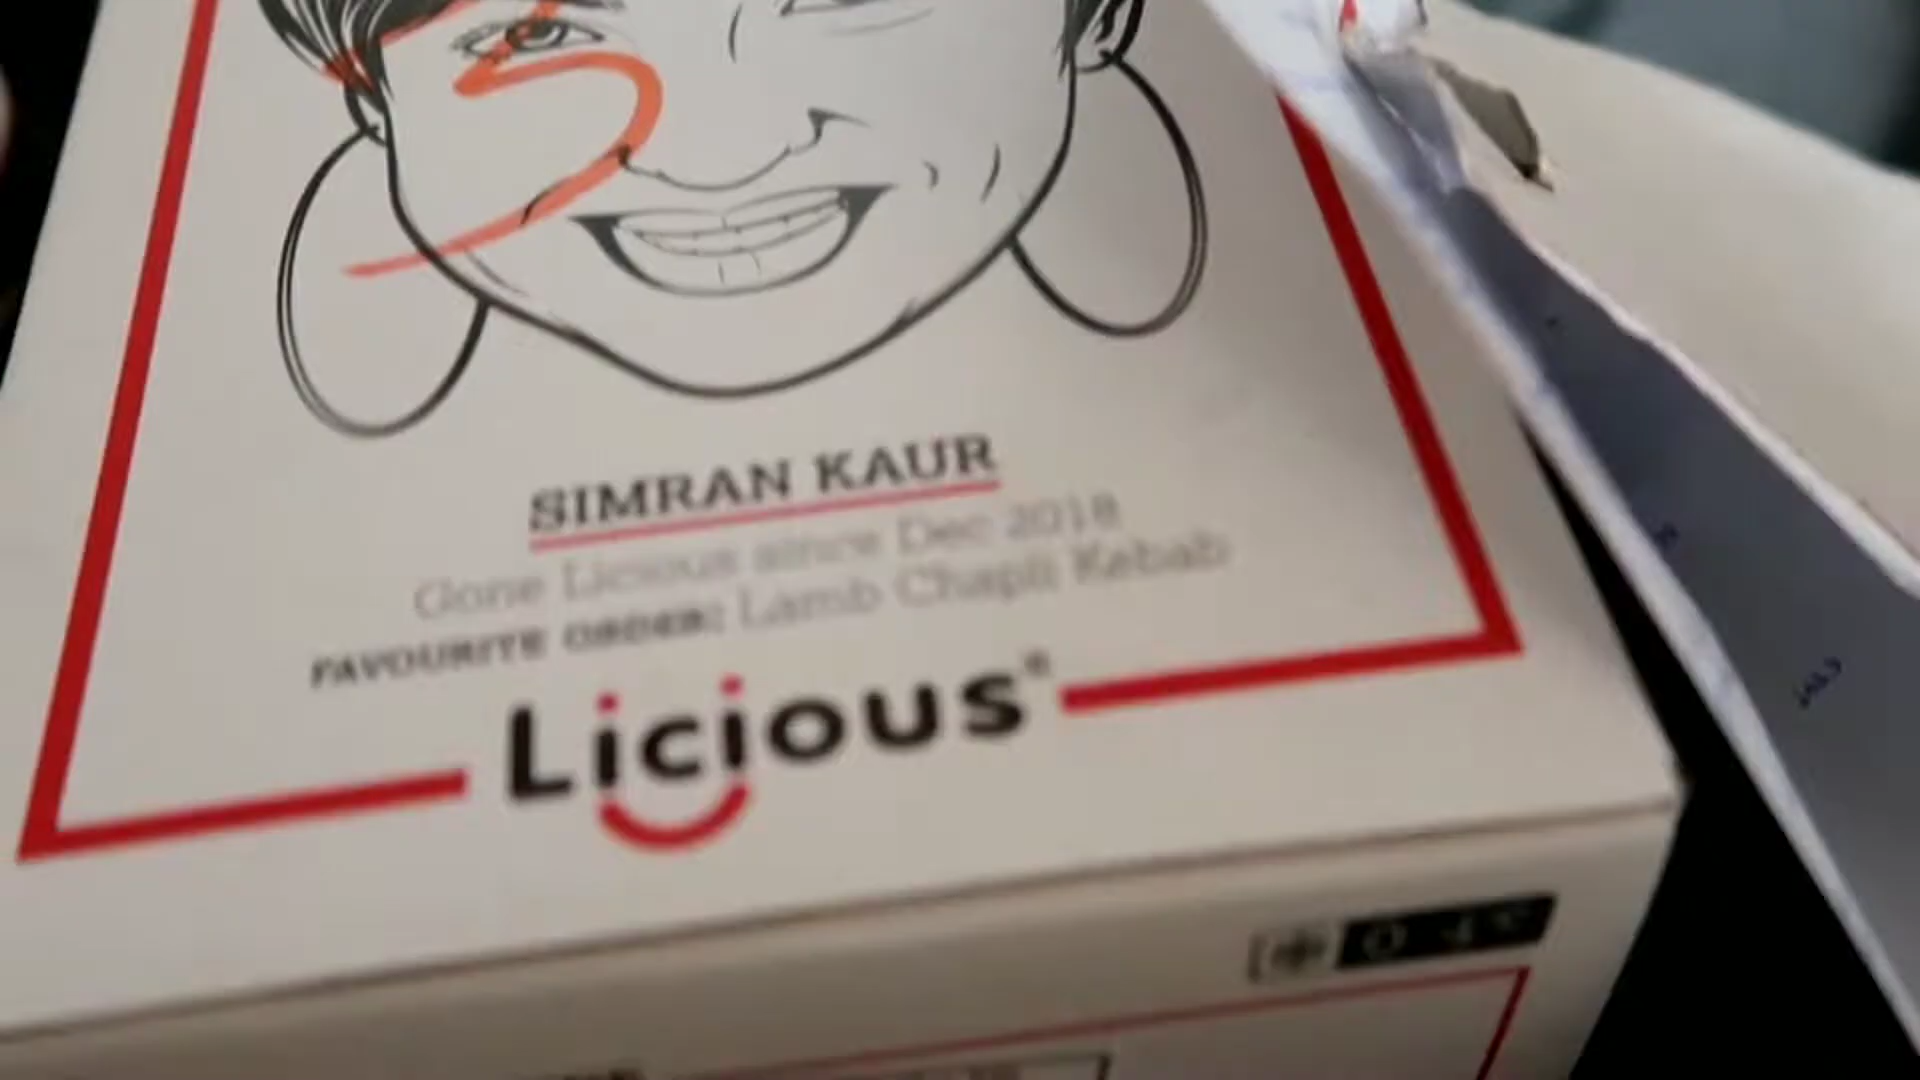 SIMRAN KAUR
Gone Licious since Dec 2018
FAVOURITE ORDER: Lamb Chapli Kebab
Licious®